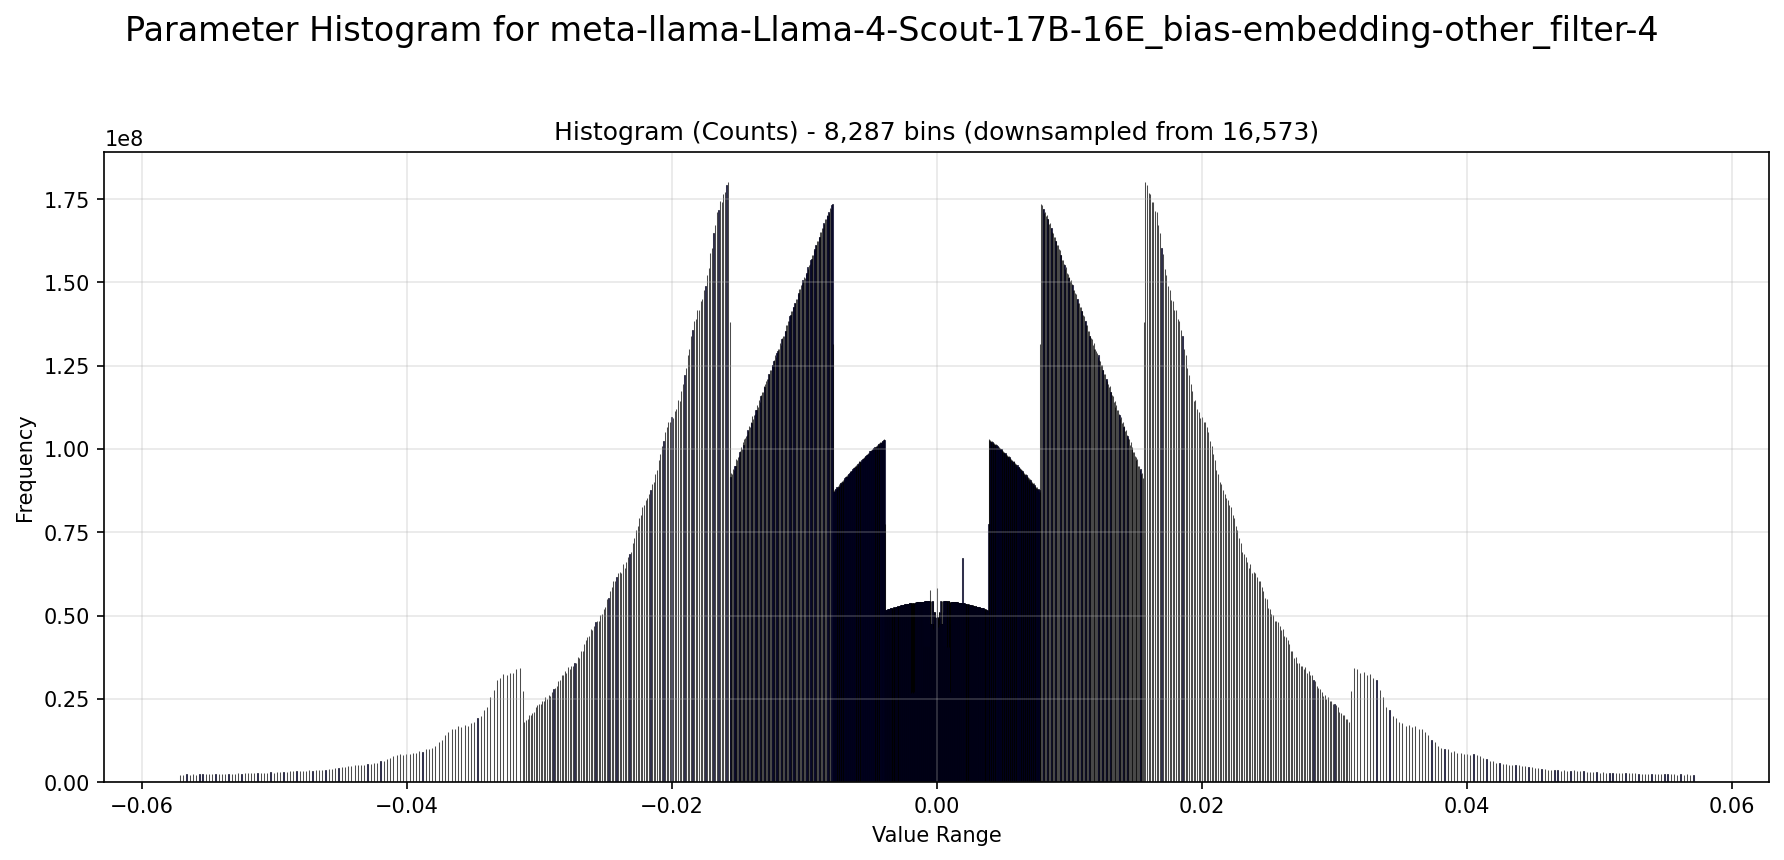 Parameter Histogram for meta-llama-Llama-4-Scout-17B-16E_bias-embedding-other_filter-4
Histogram (Counts) - 8,287 bins (downsampled from 16,573)
1e8
1.75
1.50
1.25
1.00
0.75
0.50
0.25
0.00
Frequency
−0.06 −0.04 −0.02 0.00 0.02 0.04 0.06
Value Range